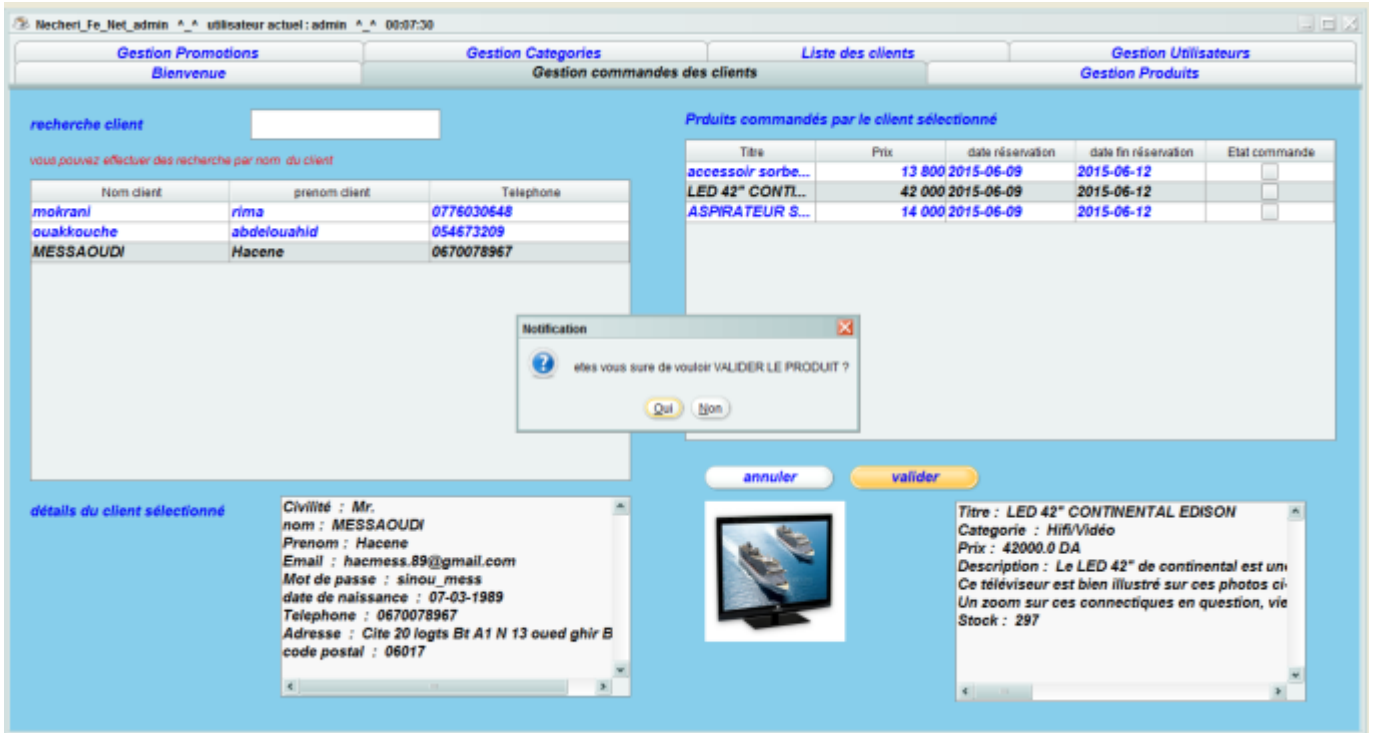 Necheri_Fe_Net_admin ^_^ utilisateur actuel : admin ^_^ 00:07:30
Gestion Promotions Gestion Categories Liste des clients Gestion Utilisateurs
Bienvenue Gestion commandes des clients Gestion Produits
recherche client
vous pouvez effectuer des recherche par nom du client
Nom client prenom client Telephone
mokrani rima 0776030648
ouakkouche abdelouahid 054673209
MESSAOUDI Hacene 0670078967
Prduits commandés par le client sélectionné
Titre Prix date réservation date fin réservation Etat commande
accessoir sorbe... 13 800 2015-06-09 2015-06-12
LED 42" CONTI... 42 000 2015-06-09 2015-06-12
ASPIRATEUR S... 14 000 2015-06-09 2015-06-12
Notification
etes vous sure de vouloir VALIDER LE PRODUIT ?
Oui Non
annuler valider
détails du client sélectionné
Civilité : Mr.
nom : MESSAOUDI
Prenom : Hacene
Email : hacmess.89@gmail.com
Mot de passe : sinou_mess
date de naissance : 07-03-1989
Telephone : 0670078967
Adresse : Cite 20 logts Bt A1 N 13 oued ghir B
code postal : 06017
Titre : LED 42" CONTINENTAL EDISON
Categorie : Hifi/Vidéo
Prix : 42000.0 DA
Description : Le LED 42" de continental est une
Ce téléviseur est bien illustré sur ces photos ci-
Un zoom sur ces connectiques en question, vie
Stock : 297